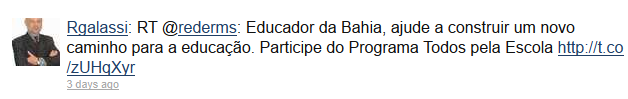 Rgalassi: RT @rederms: Educador da Bahia, ajude a construir um novo
caminho para a educação. Participe do Programa Todos pela Escola http://t.co
/zUHqXyr
3 days ago